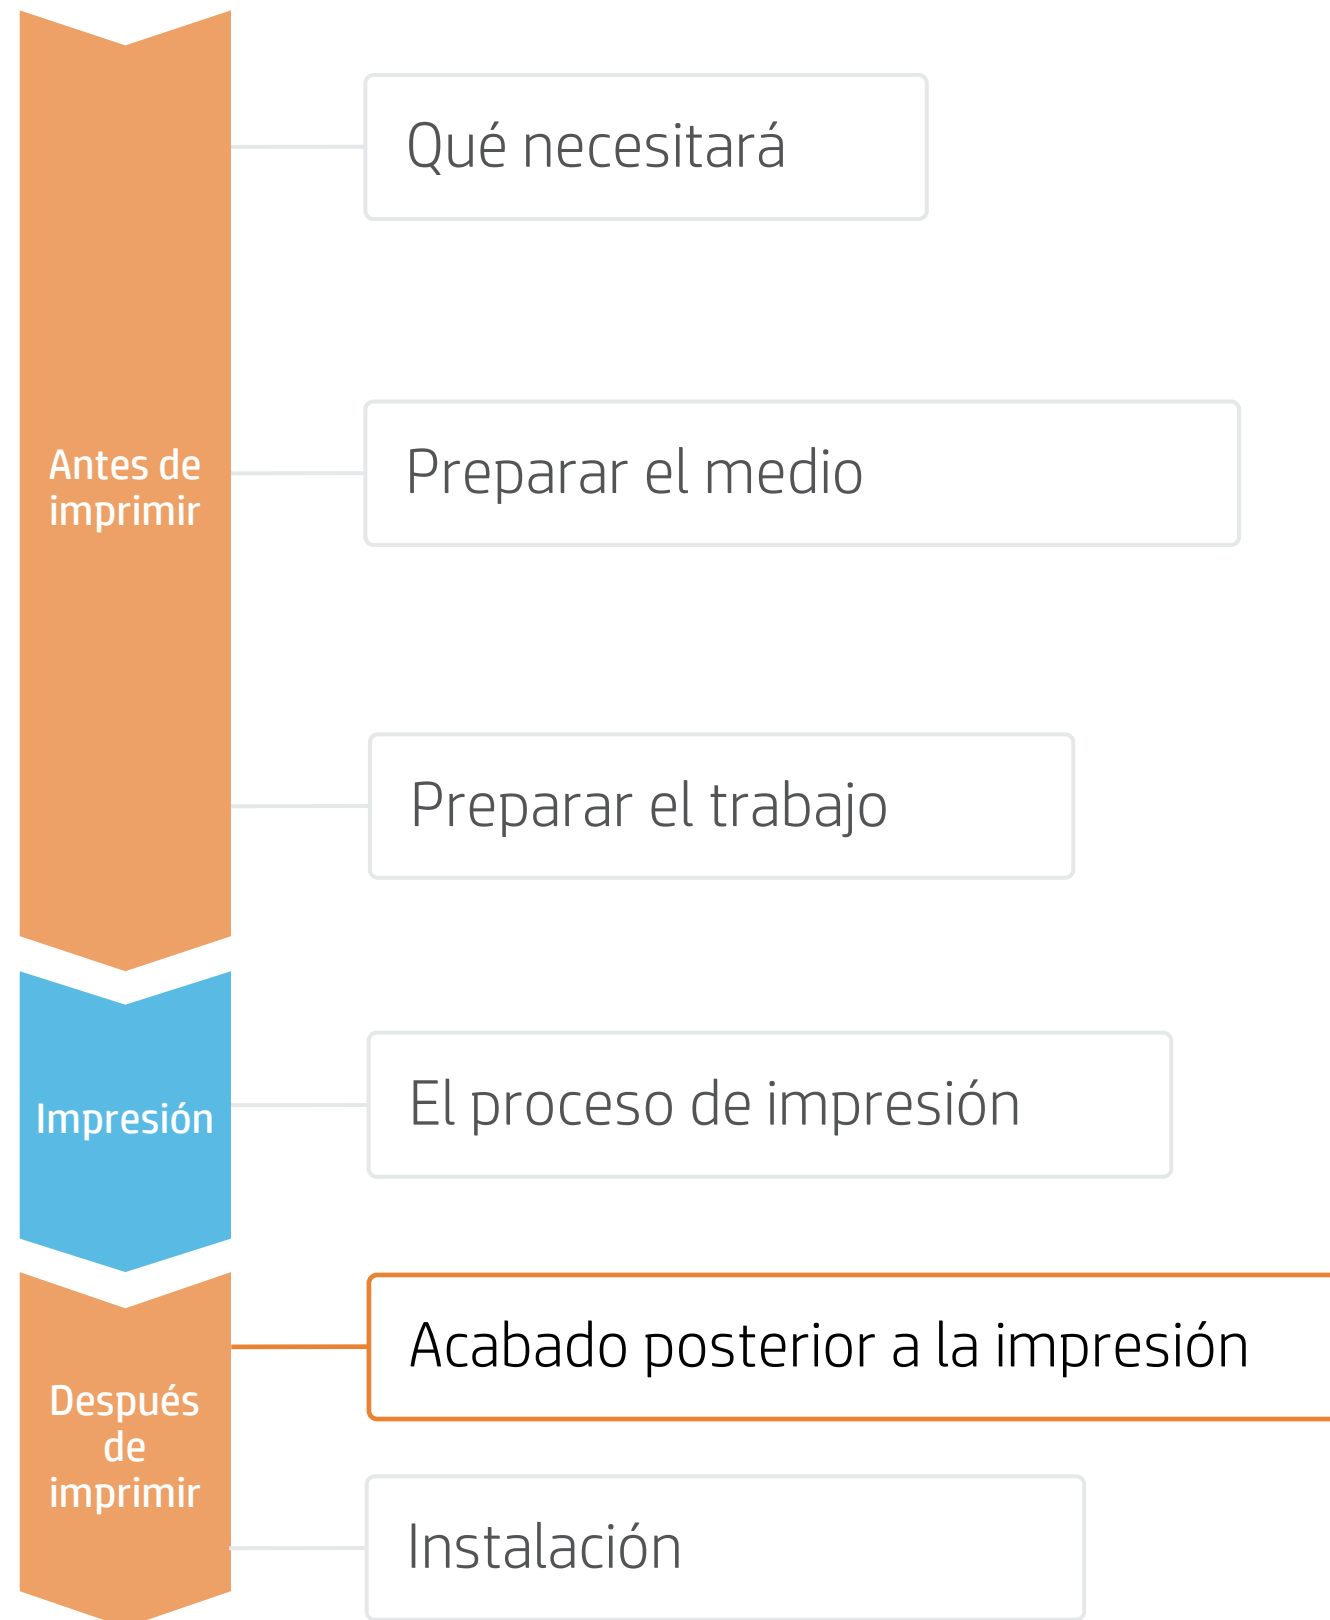 Qué necesitará
Antes de
imprimir
Preparar el medio
Preparar el trabajo
Impresión
El proceso de impresión
Después
de
imprimir
Acabado posterior a la impresión
Instalación